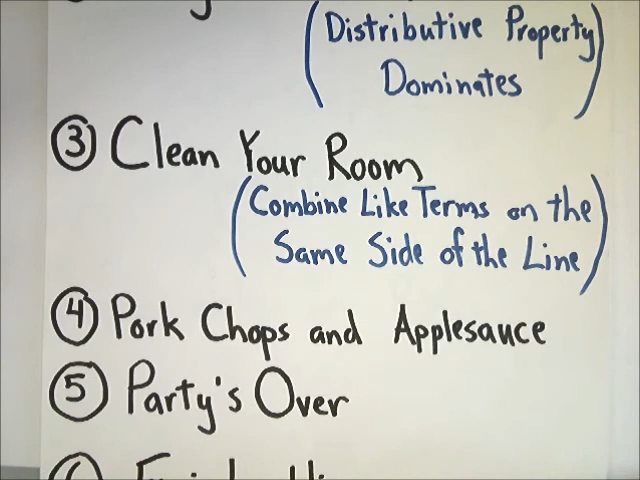 (Distributive Property
Dominates)
③ Clean Your Room
(Combine Like Terms on the
Same Side of the Line)
④ Pork Chops and Applesauce
⑤ Party's Over